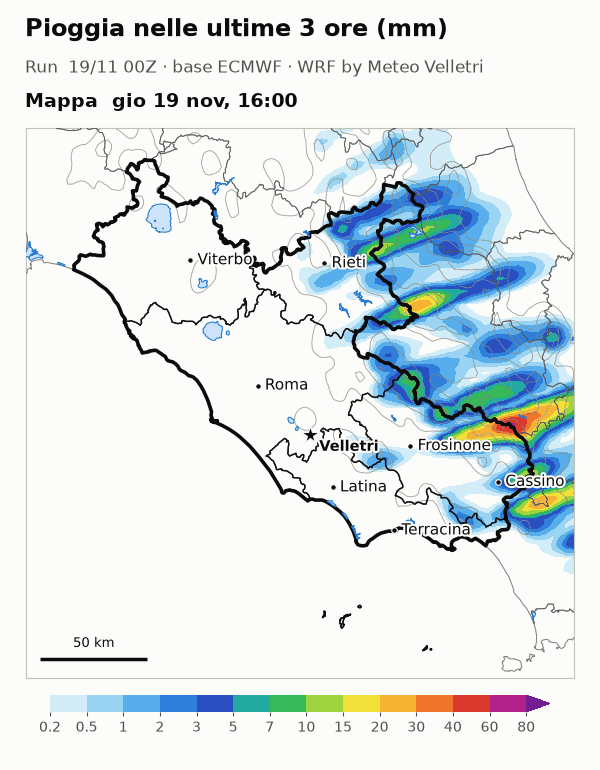 Pioggia nelle ultime 3 ore (mm)
Run  19/11 00Z · base ECMWF · WRF by Meteo Velletri
Mappa  gio 19 nov, 16:00
Viterbo
Rieti
Roma
Velletri
Frosinone
Cassino
Latina
Terracina
50 km
0.2 0.5 1 2 3 5 7 10 15 20 30 40 60 80